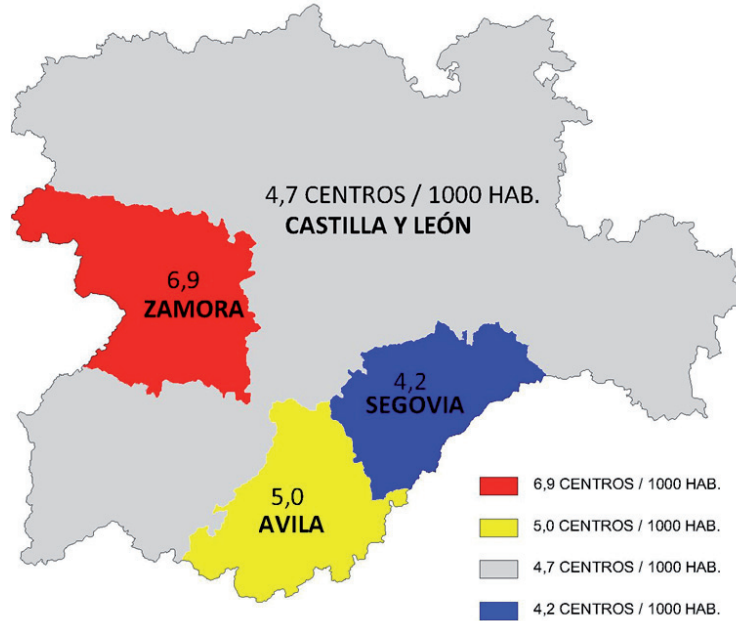 4,7 CENTROS / 1000 HAB.
CASTILLA Y LEÓN
6,9
ZAMORA
4,2
SEGOVIA
5,0
AVILA
6,9 CENTROS / 1000 HAB.
5,0 CENTROS / 1000 HAB.
4,7 CENTROS / 1000 HAB.
4,2 CENTROS / 1000 HAB.